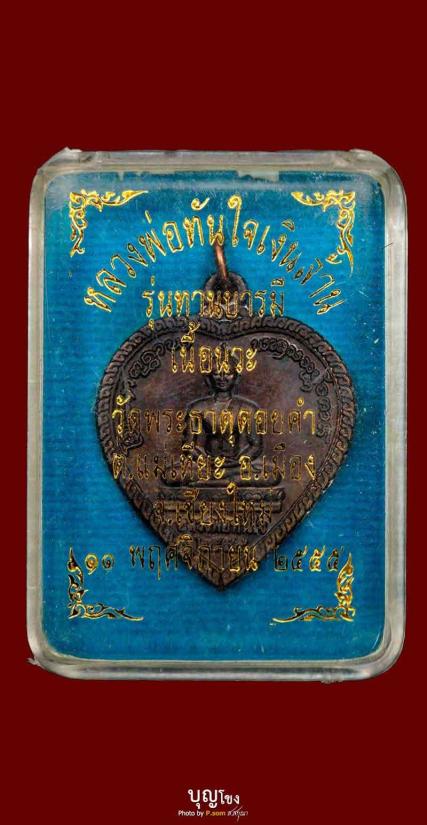 หลวงพ่อทันใจเงินล้าน
รุ่นทานบารมี
เนื้อนวะ
วัดพระธาตุดอยคำ
ต.แม่เหียะ อ.เมือง
จ.เชียงใหม่
๑๑ พฤศจิกายน ๒๕๕๕
บุญโขง
Photo by P.som